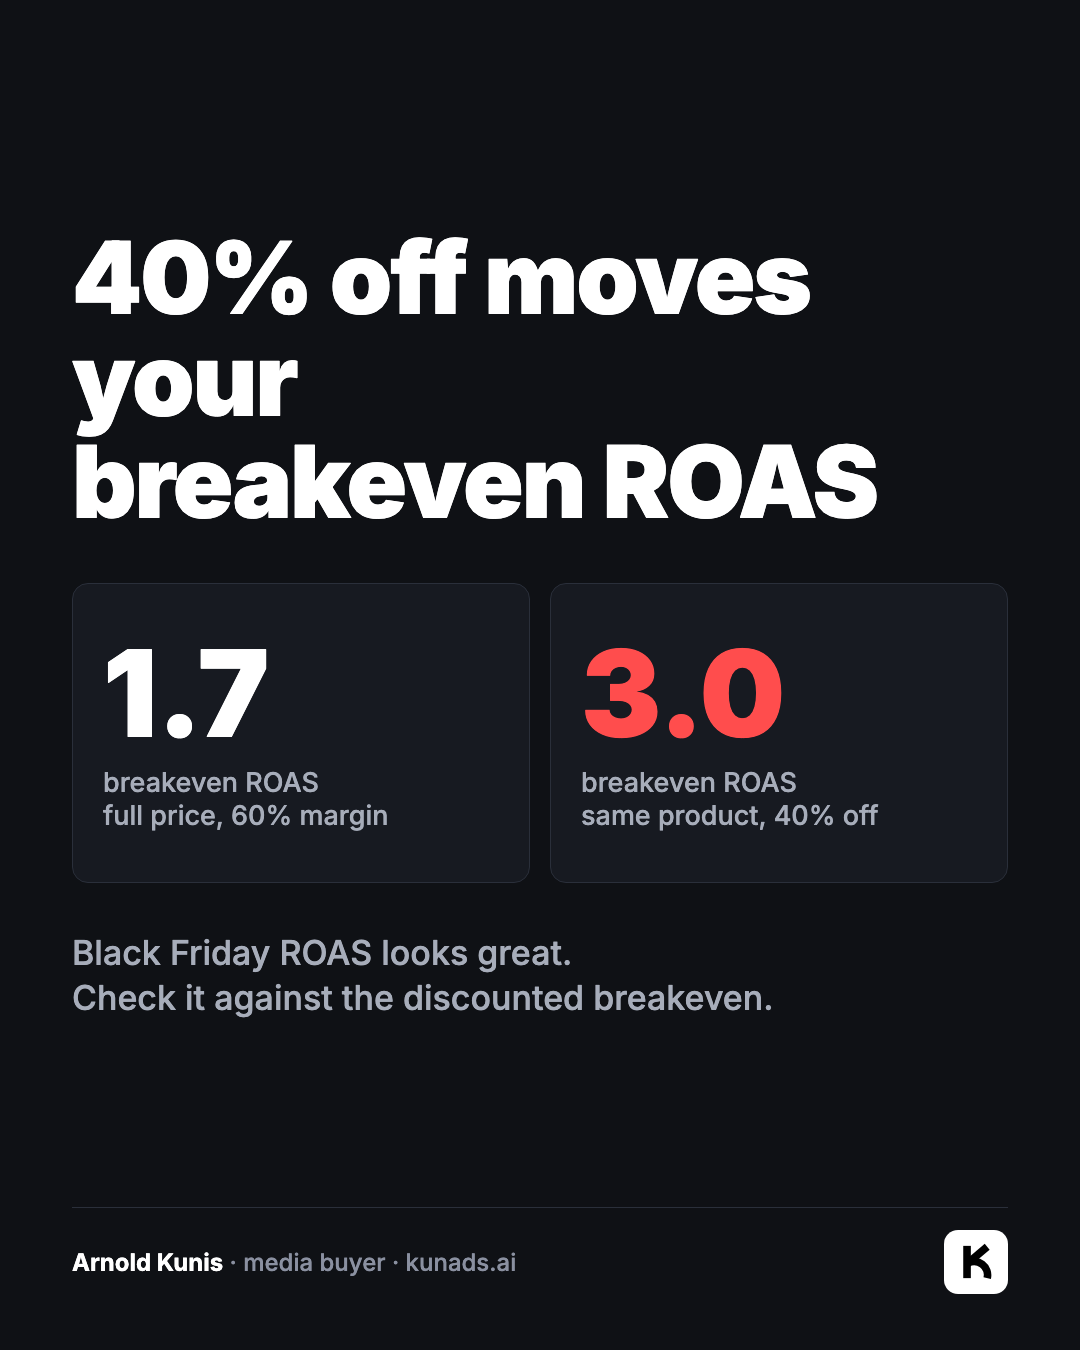 40% off moves
your
breakeven ROAS
1.7
breakeven ROAS
full price, 60% margin
3.0
breakeven ROAS
same product, 40% off
Black Friday ROAS looks great.
Check it against the discounted breakeven.
Arnold Kunis · media buyer · kunads.ai
K